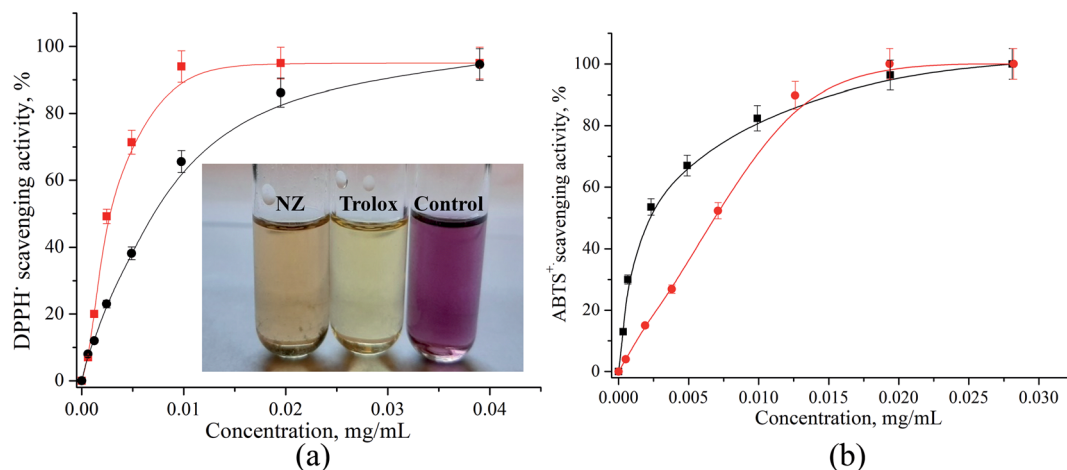 DPPH· scavenging activity, %
100
80
60
40
20
0
NZ Trolox Control
0.00 0.01 0.02 0.03 0.04
Concentration, mg/mL
(a)
ABTS+· scavenging activity, %
100
80
60
40
20
0
0.000 0.005 0.010 0.015 0.020 0.025 0.030
Concentration, mg/mL
(b)